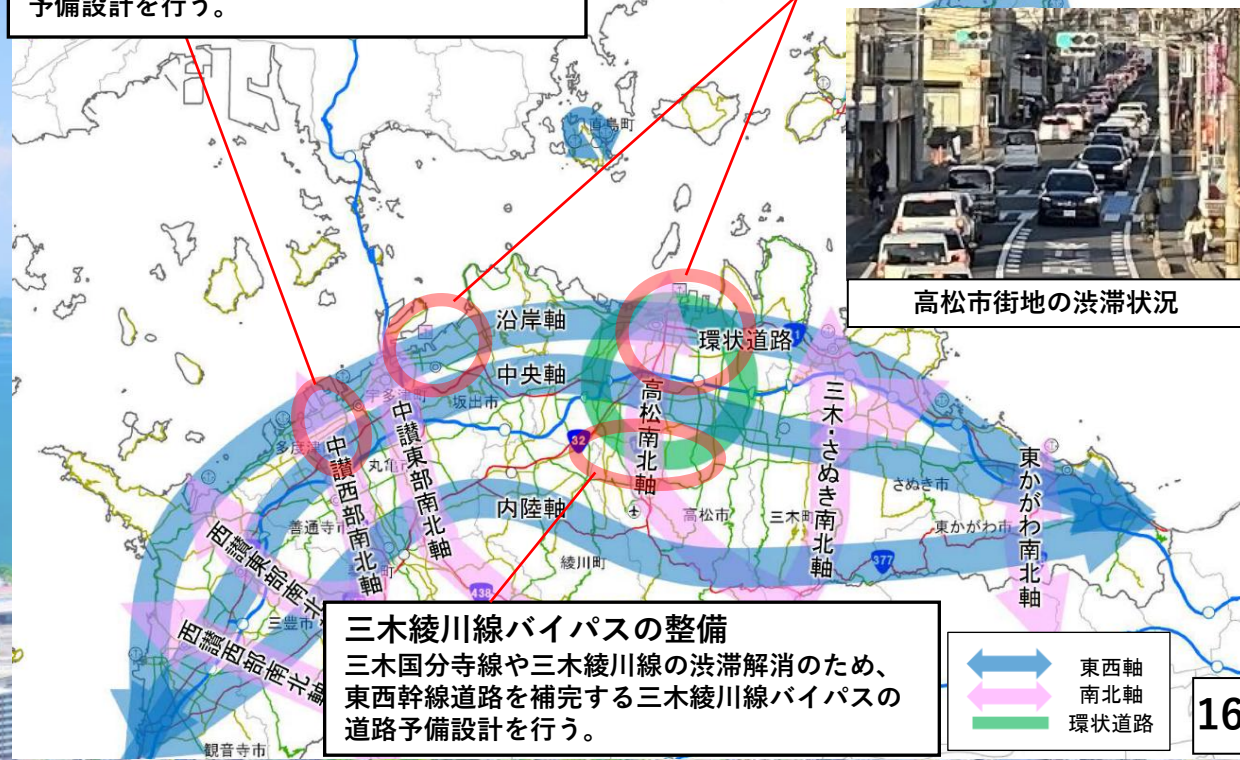 予備設計を行う。
直島町
高松市街地の渋滞状況
沿岸軸
環状道路
中央軸
宇多津町
坂出市
高松南北軸
三木・さぬき南北軸
中讃東部南北軸
32
中讃西部南北軸
丸亀市
東かがわ南北軸
さぬき市
内陸軸
高松市
三木町
東かがわ市
善通寺市
西讃東部南北
綾川町
377
438
三豊市
西讃西部南北軸
三木綾川線バイパスの整備
三木国分寺線や三木綾川線の渋滞解消のため、
東西幹線道路を補完する三木綾川線バイパスの
道路予備設計を行う。
東西軸
南北軸
環状道路
16
観音寺市